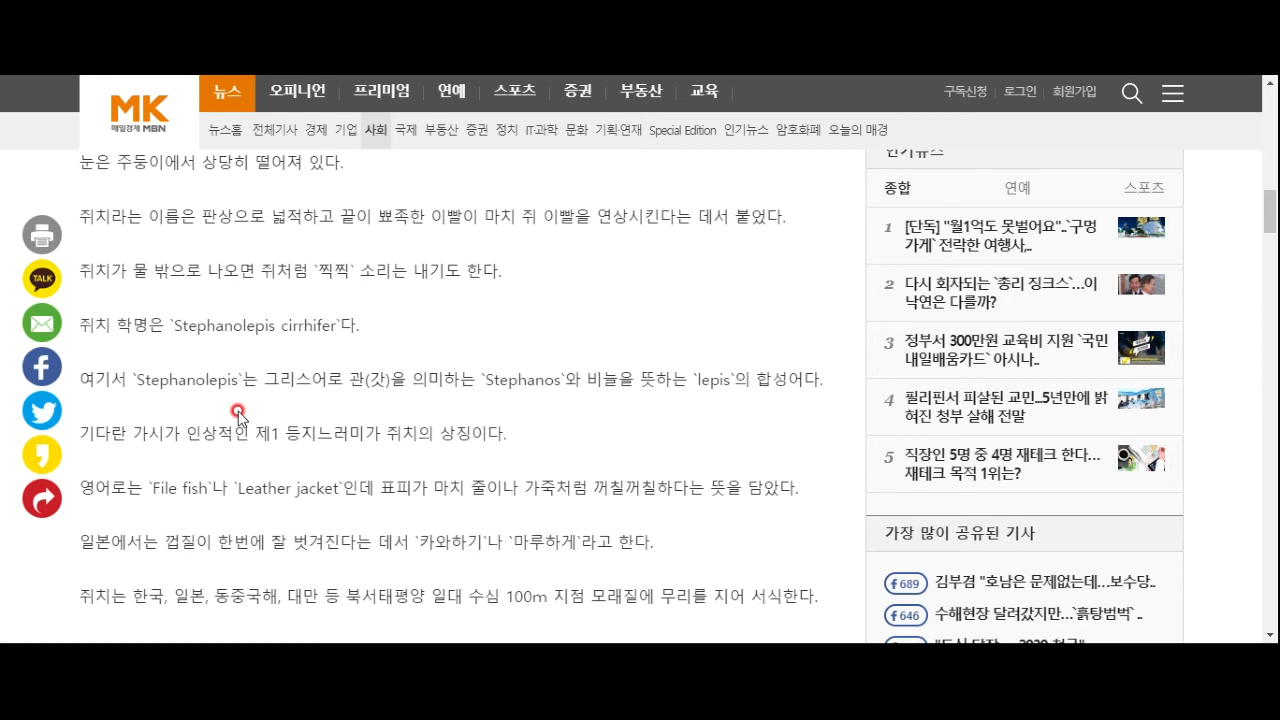 MK
매일경제 MBN
뉴스 오피니언 프리미엄 연예 스포츠 증권 부동산 교육
구독신청 로그인 회원가입
뉴스홈 전체기사 경제 기업 사회 국제 부동산 증권 정치 IT·과학 문화 기획·연재 Special Edition 인기뉴스 암호화폐 오늘의 매경
눈은 주둥이에서 상당히 떨어져 있다.
쥐치라는 이름은 판상으로 넓적하고 끝이 뾰족한 이빨이 마치 쥐 이빨을 연상시킨다는 데서 붙었다.
쥐치가 물 밖으로 나오면 쥐처럼 `찍찍` 소리는 내기도 한다.
쥐치 학명은 `Stephanolepis cirrhifer`다.
여기서 `Stephanolepis`는 그리스어로 관(갓)을 의미하는 `Stephanos`와 비늘을 뜻하는 `lepis`의 합성어다.
기다란 가시가 인상적인 제1 등지느러미가 쥐치의 상징이다.
영어로는 `File fish`나 `Leather jacket`인데 표피가 마치 줄이나 가죽처럼 꺼칠꺼칠하다는 뜻을 담았다.
일본에서는 껍질이 한번에 잘 벗겨진다는 데서 `카와하기`나 `마루하게`라고 한다.
쥐치는 한국, 일본, 동중국해, 대만 등 북서태평양 일대 수심 100m 지점 모래질에 무리를 지어 서식한다.
TALK
인기뉴스
종합 연예 스포츠
1 [단독] "월1억도 못벌어요"..`구멍
가게` 전락한 여행사,..
2 다시 회자되는 `총리 징크스`...이
낙연은 다를까?
3 정부서 300만원 교육비 지원 `국민
내일배움카드` 아시나..
4 필리핀서 피살된 교민...5년만에 밝
혀진 청부 살해 전말
5 직장인 5명 중 4명 재테크 한다...
재테크 목적 1위는?
가장 많이 공유된 기사
f 689 김부겸 "호남은 문제없는데...보수당..
f 646 수해현장 달려갔지만...`흙탕범벅` ..